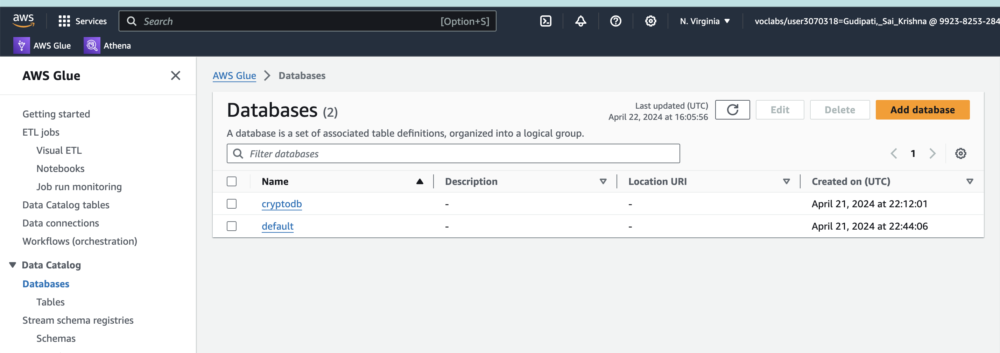 aws
Services
Search [Option+S]
N. Virginia
voclabs/user3070318=Gudipati,_Sai_Krishna @ 9923-8253-284
AWS Glue
Athena
AWS Glue
Getting started
ETL jobs
Visual ETL
Notebooks
Job run monitoring
Data Catalog tables
Data connections
Workflows (orchestration)
Data Catalog
Databases
Tables
Stream schema registries
Schemas
AWS Glue > Databases
Databases (2)
Last updated (UTC)
April 22, 2024 at 16:05:56
Edit
Delete
Add database
A database is a set of associated table definitions, organized into a logical group.
Filter databases
1
Name Description Location URI Created on (UTC)
cryptodb - - April 21, 2024 at 22:12:01
default - - April 21, 2024 at 22:44:06